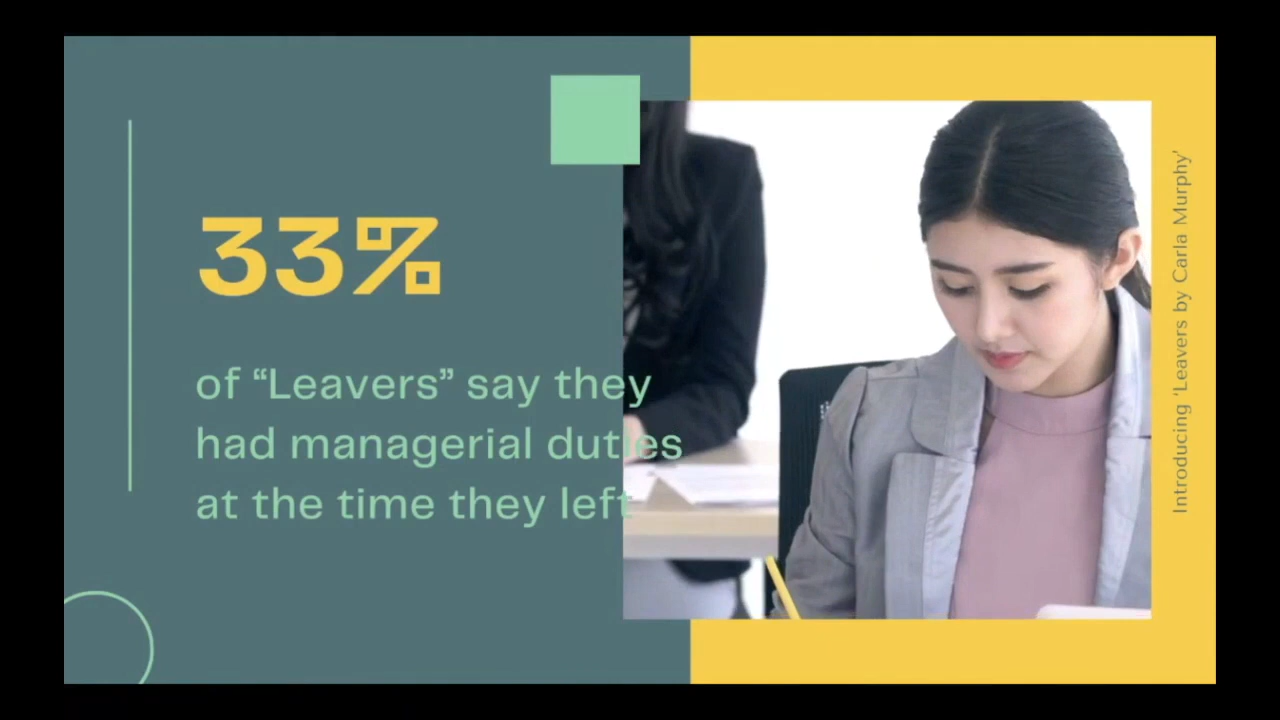 33%
of “Leavers” say they
had managerial duties
at the time they left
Introducing ‘Leavers by Carla Murphy’